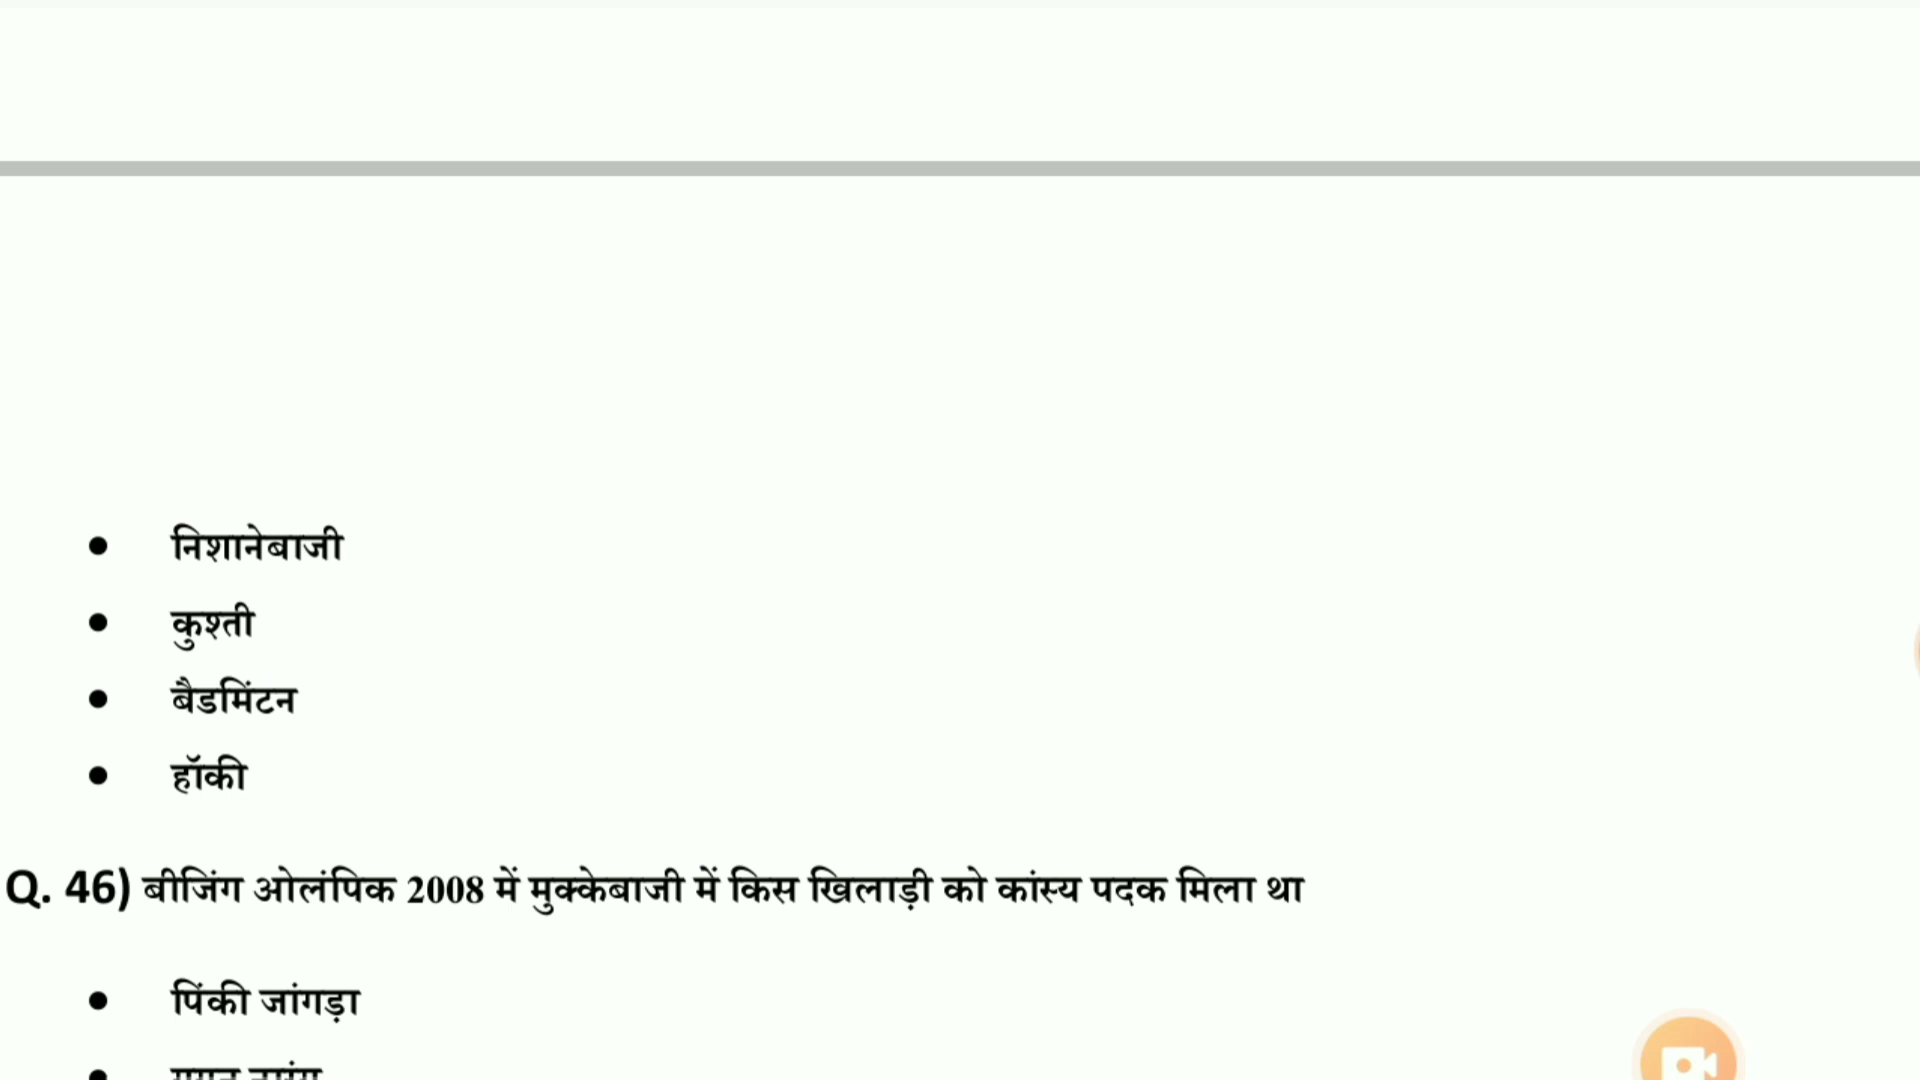 • निशानेबाजी
• कुश्ती
• बैडमिंटन
• हॉकी
Q. 46) बीजिंग ओलंपिक 2008 में मुक्केबाजी में किस खिलाड़ी को कांस्य पदक मिला था
• पिंकी जांगड़ा